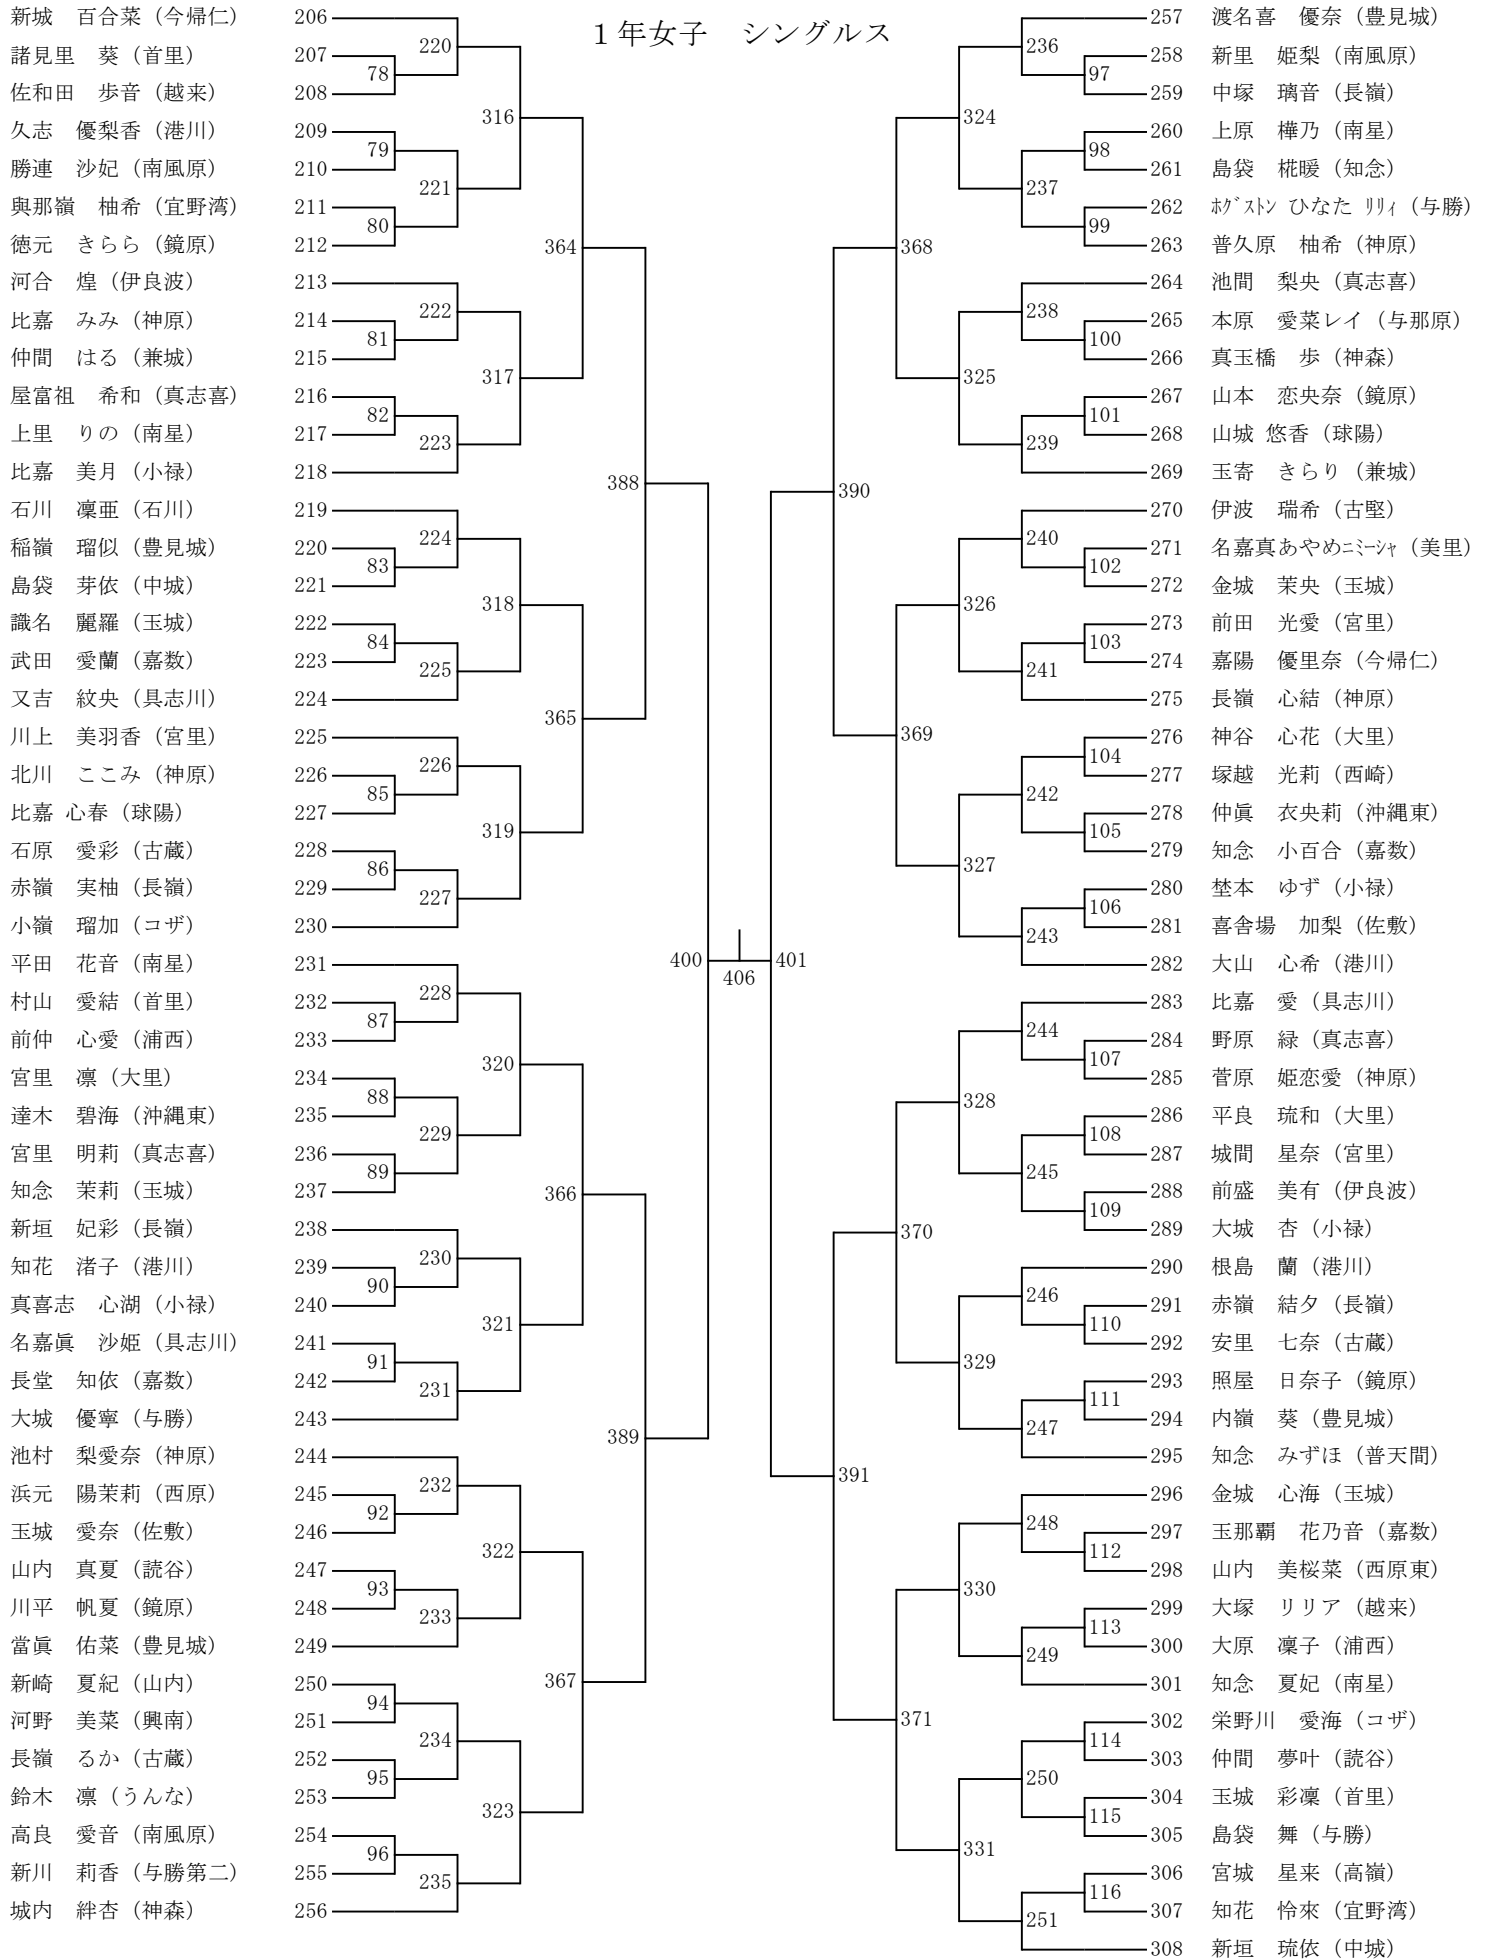 １年女子　シングルス
新城　百合菜（今帰仁） 206
諸見里　葵（首里） 207
佐和田　歩音（越来） 208
久志　優梨香（港川） 209
勝連　沙妃（南風原） 210
與那嶺　柚希（宜野湾） 211
徳元　きらら（鏡原） 212
河合　煌（伊良波） 213
比嘉　みみ（神原） 214
仲間　はる（兼城） 215
屋富祖　希和（真志喜） 216
上里　りの（南星） 217
比嘉　美月（小禄） 218
石川　凜亜（石川） 219
稲嶺　瑠似（豊見城） 220
島袋　芽依（中城） 221
識名　麗羅（玉城） 222
武田　愛蘭（嘉数） 223
又吉　紋央（具志川） 224
川上　美羽香（宮里） 225
北川　ここみ（神原） 226
比嘉 心春（球陽） 227
石原　愛彩（古蔵） 228
赤嶺　実柚（長嶺） 229
小嶺　瑠加（コザ） 230
平田　花音（南星） 231
村山　愛結（首里） 232
前仲　心愛（浦西） 233
宮里　凛（大里） 234
達木　碧海（沖縄東） 235
宮里　明莉（真志喜） 236
知念　茉莉（玉城） 237
新垣　妃彩（長嶺） 238
知花　渚子（港川） 239
真喜志　心湖（小禄） 240
名嘉眞　沙姫（具志川） 241
長堂　知依（嘉数） 242
大城　優寧（与勝） 243
池村　梨愛奈（神原） 244
浜元　陽茉莉（西原） 245
玉城　愛奈（佐敷） 246
山内　真夏（読谷） 247
川平　帆夏（鏡原） 248
當眞　佑菜（豊見城） 249
新崎　夏紀（山内） 250
河野　美菜（興南） 251
長嶺　るか（古蔵） 252
鈴木　凛（うんな） 253
高良　愛音（南風原） 254
新川　莉香（与勝第二） 255
城内　絆杏（神森） 256
78
79
80
81
82
83
84
85
86
87
88
89
90
91
92
93
94
95
96
220
221
222
223
224
225
226
227
228
229
230
231
232
233
234
235
316
317
318
319
320
321
322
323
364
365
366
367
388
389
400
406
401
390
391
368
369
370
371
324
325
326
327
328
329
330
331
236
237
238
239
240
241
242
243
244
245
246
247
248
249
250
251
97
98
99
100
101
102
103
104
105
106
107
108
109
110
111
112
113
114
115
116
257 渡名喜　優奈（豊見城）
258 新里　姫梨（南風原）
259 中塚　璃音（長嶺）
260 上原　樺乃（南星）
261 島袋　椛暖（知念）
262 ﾎｸﾞｽﾄﾝ ひなた ﾘﾘｨ（与勝）
263 普久原　柚希（神原）
264 池間　梨央（真志喜）
265 本原　愛菜レイ（与那原）
266 真玉橋　歩（神森）
267 山本　恋央奈（鏡原）
268 山城 悠香（球陽）
269 玉寄　きらり（兼城）
270 伊波　瑞希（古堅）
271 名嘉真あやめﾆﾐｰｼｬ（美里）
272 金城　茉央（玉城）
273 前田　光愛（宮里）
274 嘉陽　優里奈（今帰仁）
275 長嶺　心結（神原）
276 神谷　心花（大里）
277 塚越　光莉（西崎）
278 仲眞　衣央莉（沖縄東）
279 知念　小百合（嘉数）
280 埜本　ゆず（小禄）
281 喜舎場　加梨（佐敷）
282 大山　心希（港川）
283 比嘉　愛（具志川）
284 野原　緑（真志喜）
285 菅原　姫恋愛（神原）
286 平良　琉和（大里）
287 城間　星奈（宮里）
288 前盛　美有（伊良波）
289 大城　杏（小禄）
290 根島　蘭（港川）
291 赤嶺　結夕（長嶺）
292 安里　七奈（古蔵）
293 照屋　日奈子（鏡原）
294 内嶺　葵（豊見城）
295 知念　みずほ（普天間）
296 金城　心海（玉城）
297 玉那覇　花乃音（嘉数）
298 山内　美桜菜（西原東）
299 大塚　リリア（越来）
300 大原　凜子（浦西）
301 知念　夏妃（南星）
302 栄野川　愛海（コザ）
303 仲間　夢叶（読谷）
304 玉城　彩凜（首里）
305 島袋　舞（与勝）
306 宮城　星来（高嶺）
307 知花　怜來（宜野湾）
308 新垣　琉依（中城）